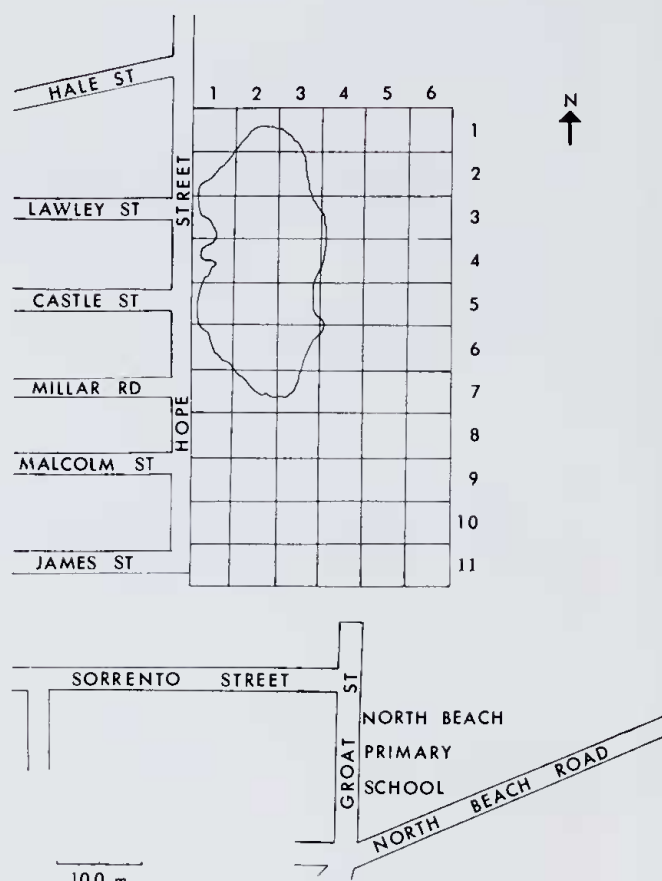 HALE ST
1 2 3 4 5 6
N
1
2
3
4
5
6
7
8
9
10
11
HOPE STREET
LAWLEY ST
CASTLE ST
MILLAR RD
MALCOLM ST
JAMES ST
SORRENTO STREET
GROAT ST
NORTH BEACH
PRIMARY
SCHOOL
NORTH BEACH ROAD
100 m